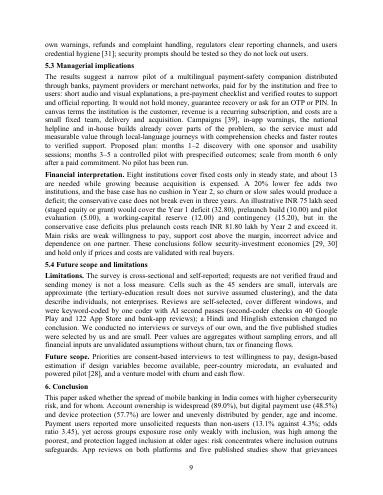 own warnings, refunds and complaint handling, regulators clear reporting channels, and users
credential hygiene [31]; security prompts should be tested so they do not lock out users.
5.3 Managerial implications
The results suggest a narrow pilot of a multilingual payment-safety companion distributed
through banks, payment providers or merchant networks, paid for by the institution and free to
users: short audio and visual explanations, a pre-payment checklist and verified routes to support
and official reporting. It would not hold money, guarantee recovery or ask for an OTP or PIN. In
canvas terms the institution is the customer, revenue is a recurring subscription, and costs are a
small fixed team, delivery and acquisition. Campaigns [39], in-app warnings, the national
helpline and in-house builds already cover parts of the problem, so the service must add
measurable value through local-language journeys with comprehension checks and faster routes
to verified support. Proposed plan: months 1–2 discovery with one sponsor and usability
sessions; months 3–5 a controlled pilot with prespecified outcomes; scale from month 6 only
after a paid commitment. No pilot has been run.
Financial interpretation. Eight institutions cover fixed costs only in steady state, and about 13
are needed while growing because acquisition is expensed. A 20% lower fee adds two
institutions, and the base case has no cushion in Year 2, so churn or slow sales would produce a
deficit; the conservative case does not break even in three years. An illustrative INR 75 lakh seed
(staged equity or grant) would cover the Year 1 deficit (32.80), prelaunch build (10.00) and pilot
evaluation (5.00), a working-capital reserve (12.00) and contingency (15.20), but in the
conservative case deficits plus prelaunch costs reach INR 81.80 lakh by Year 2 and exceed it.
Main risks are weak willingness to pay, support cost above the margin, incorrect advice and
dependence on one partner. These conclusions follow security-investment economics [29, 30]
and hold only if prices and costs are validated with real buyers.
5.4 Future scope and limitations
Limitations. The survey is cross-sectional and self-reported; requests are not verified fraud and
sending money is not a loss measure. Cells such as the 45 senders are small, intervals are
approximate (the tertiary-education result does not survive assumed clustering), and the data
describe individuals, not enterprises. Reviews are self-selected, cover different windows, and
were keyword-coded by one coder with AI second passes (second-coder checks on 40 Google
Play and 122 App Store and bank-app reviews); a Hindi and Hinglish extension changed no
conclusion. We conducted no interviews or surveys of our own, and the five published studies
were selected by us and are small. Peer values are aggregates without sampling errors, and all
financial inputs are unvalidated assumptions without churn, tax or financing flows.
Future scope. Priorities are consent-based interviews to test willingness to pay, design-based
estimation if design variables become available, peer-country microdata, an evaluated and
powered pilot [28], and a venture model with churn and cash flow.
6. Conclusion
This paper asked whether the spread of mobile banking in India comes with higher cybersecurity
risk, and for whom. Account ownership is widespread (89.0%), but digital payment use (48.5%)
and device protection (57.7%) are lower and unevenly distributed by gender, age and income.
Payment users reported more unsolicited requests than non-users (13.1% against 4.3%; odds
ratio 3.45), yet across groups exposure rose only weakly with inclusion, was high among the
poorest, and protection lagged inclusion at older ages: risk concentrates where inclusion outruns
safeguards. App reviews on both platforms and five published studies show that grievances
9